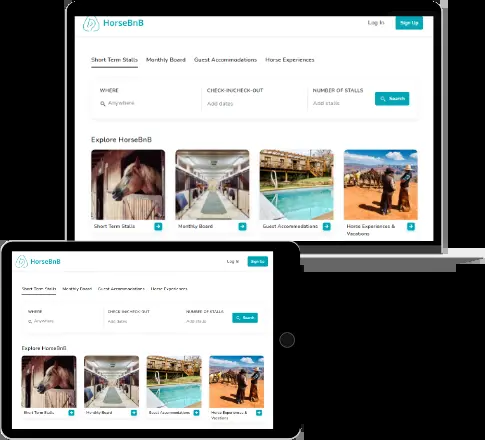 HorseBnB
Log In
Sign Up
Short Term Stalls
Monthly Board
Guest Accommodations
Horse Experiences
WHERE
CHECK-IN/CHECK-OUT
NUMBER OF STALLS
Anywhere
Add dates
Add stalls
Search
Explore HorseBnB
Short Term Stalls
Monthly Board
Guest Accommodations
Horse Experiences &
Vacations
HorseBnB
Log In
Sign Up
Short Term Stalls
Monthly Board
Guest Accommodations
Horse Experiences
WHERE
CHECK-IN/CHECK-OUT
NUMBER OF STALLS
Anywhere
Add dates
Add stalls
Search
Explore HorseBnB
Short Term Stalls
Monthly Board
Guest Accommodations
Horse Experiences &
Vacations